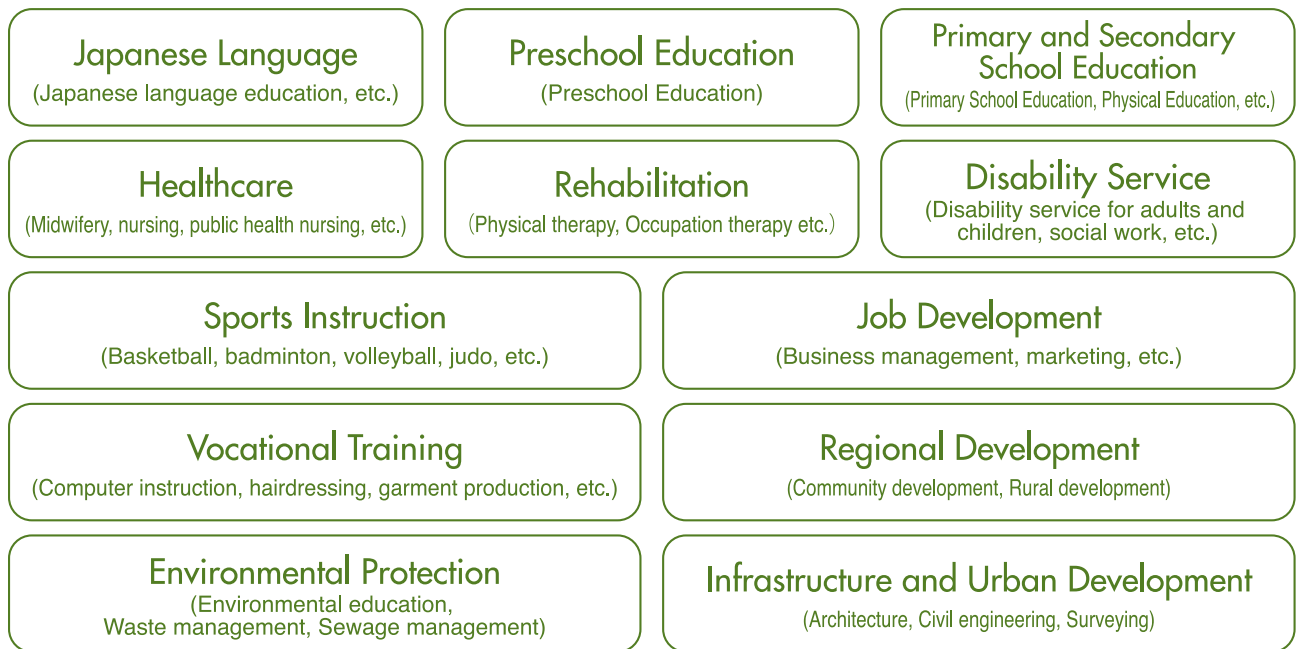 Japanese Language
(Japanese language education, etc.)
Preschool Education
(Preschool Education)
Primary and Secondary
School Education
(Primary School Education, Physical Education, etc.)
Healthcare
(Midwifery, nursing, public health nursing, etc.)
Rehabilitation
(Physical therapy, Occupation therapy etc.)
Disability Service
(Disability service for adults and
children, social work, etc.)
Sports Instruction
(Basketball, badminton, volleyball, judo, etc.)
Job Development
(Business management, marketing, etc.)
Vocational Training
(Computer instruction, hairdressing, garment production, etc.)
Regional Development
(Community development, Rural development)
Environmental Protection
(Environmental education,
Waste management, Sewage management)
Infrastructure and Urban Development
(Architecture, Civil engineering, Surveying)